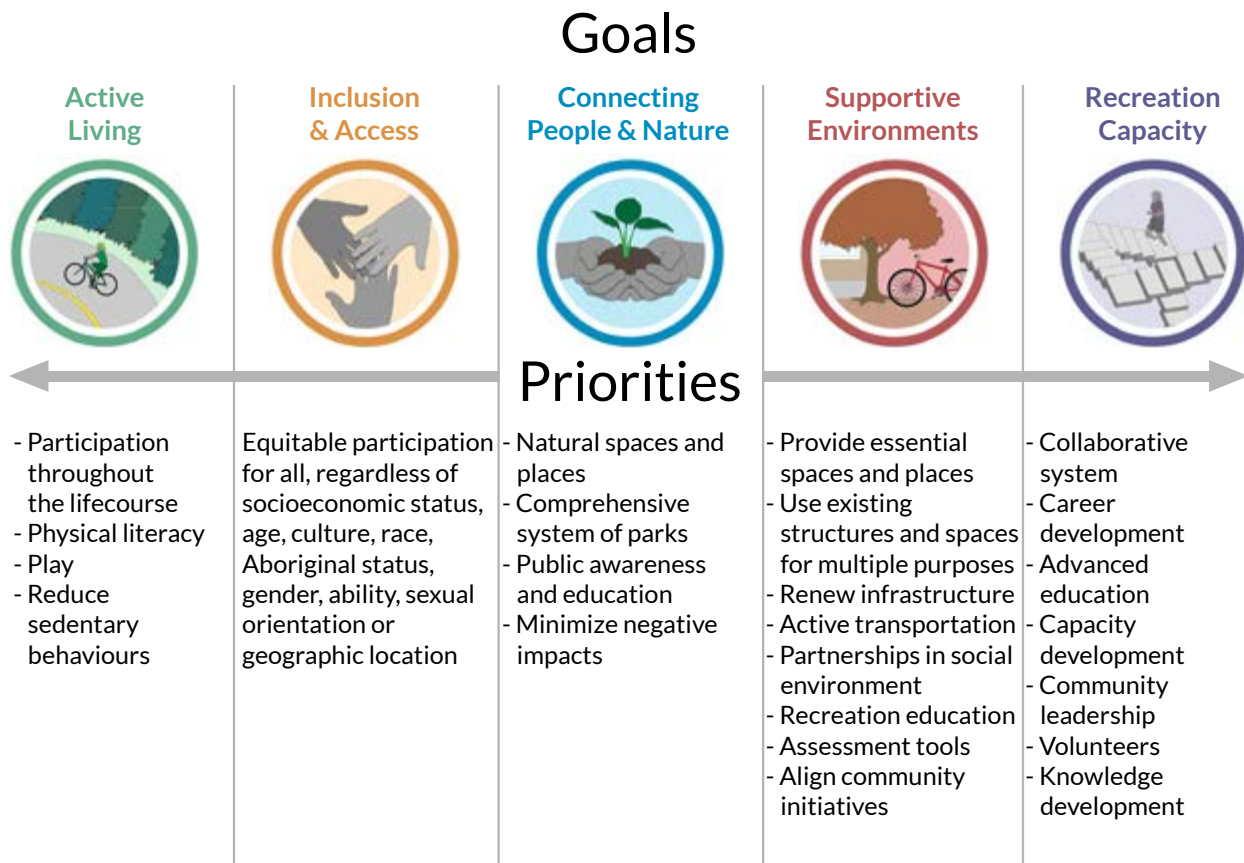 Goals
Active
Living
Inclusion
& Access
Connecting
People & Nature
Supportive
Environments
Recreation
Capacity
Priorities
- Participation
throughout
the lifecourse
- Physical literacy
- Play
- Reduce
sedentary
behaviours
Equitable participation
for all, regardless of
socioeconomic status,
age, culture, race,
Aboriginal status,
gender, ability, sexual
orientation or
geographic location
- Natural spaces and
places
- Comprehensive
system of parks
- Public awareness
and education
- Minimize negative
impacts
- Provide essential
spaces and places
- Use existing
structures and spaces
for multiple purposes
- Renew infrastructure
- Active transportation
- Partnerships in social
environment
- Recreation education
- Assessment tools
- Align community
initiatives
- Collaborative
system
- Career
development
- Advanced
education
- Capacity
development
- Community
leadership
- Volunteers
- Knowledge
development